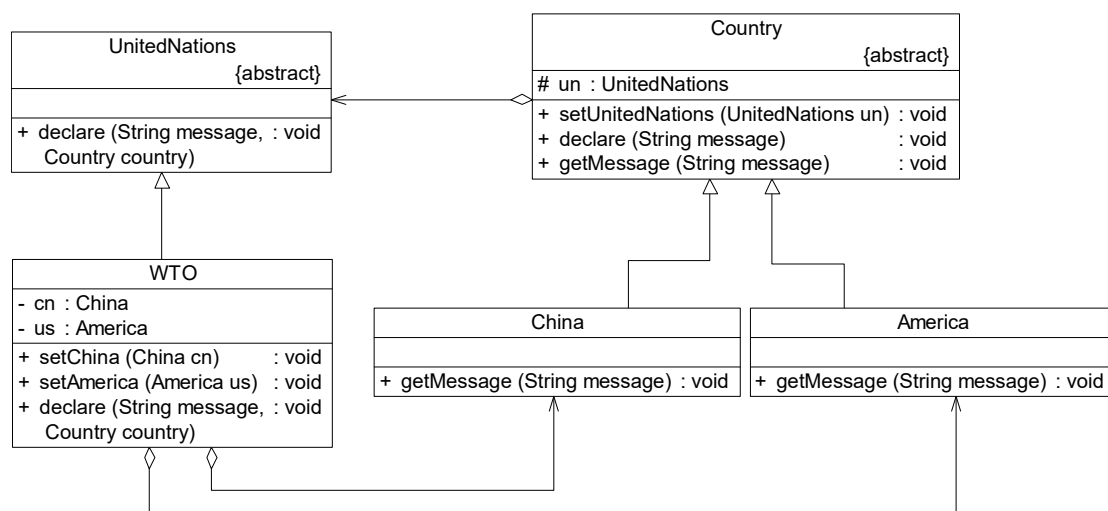 UnitedNations
{abstract}
+ declare (String message, : void
Country country)
Country
{abstract}
# un : UnitedNations
+ setUnitedNations (UnitedNations un) : void
+ declare (String message) : void
+ getMessage (String message) : void
WTO
- cn : China
- us : America
+ setChina (China cn) : void
+ setAmerica (America us) : void
+ declare (String message, : void
Country country)
China
+ getMessage (String message) : void
America
+ getMessage (String message) : void